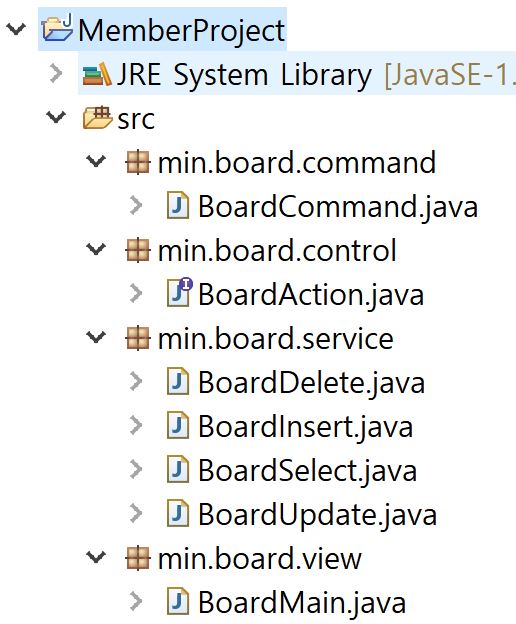 MemberProject
JRE System Library [JavaSE-1.
src
min.board.command
BoardCommand.java
min.board.control
BoardAction.java
min.board.service
BoardDelete.java
BoardInsert.java
BoardSelect.java
BoardUpdate.java
min.board.view
BoardMain.java